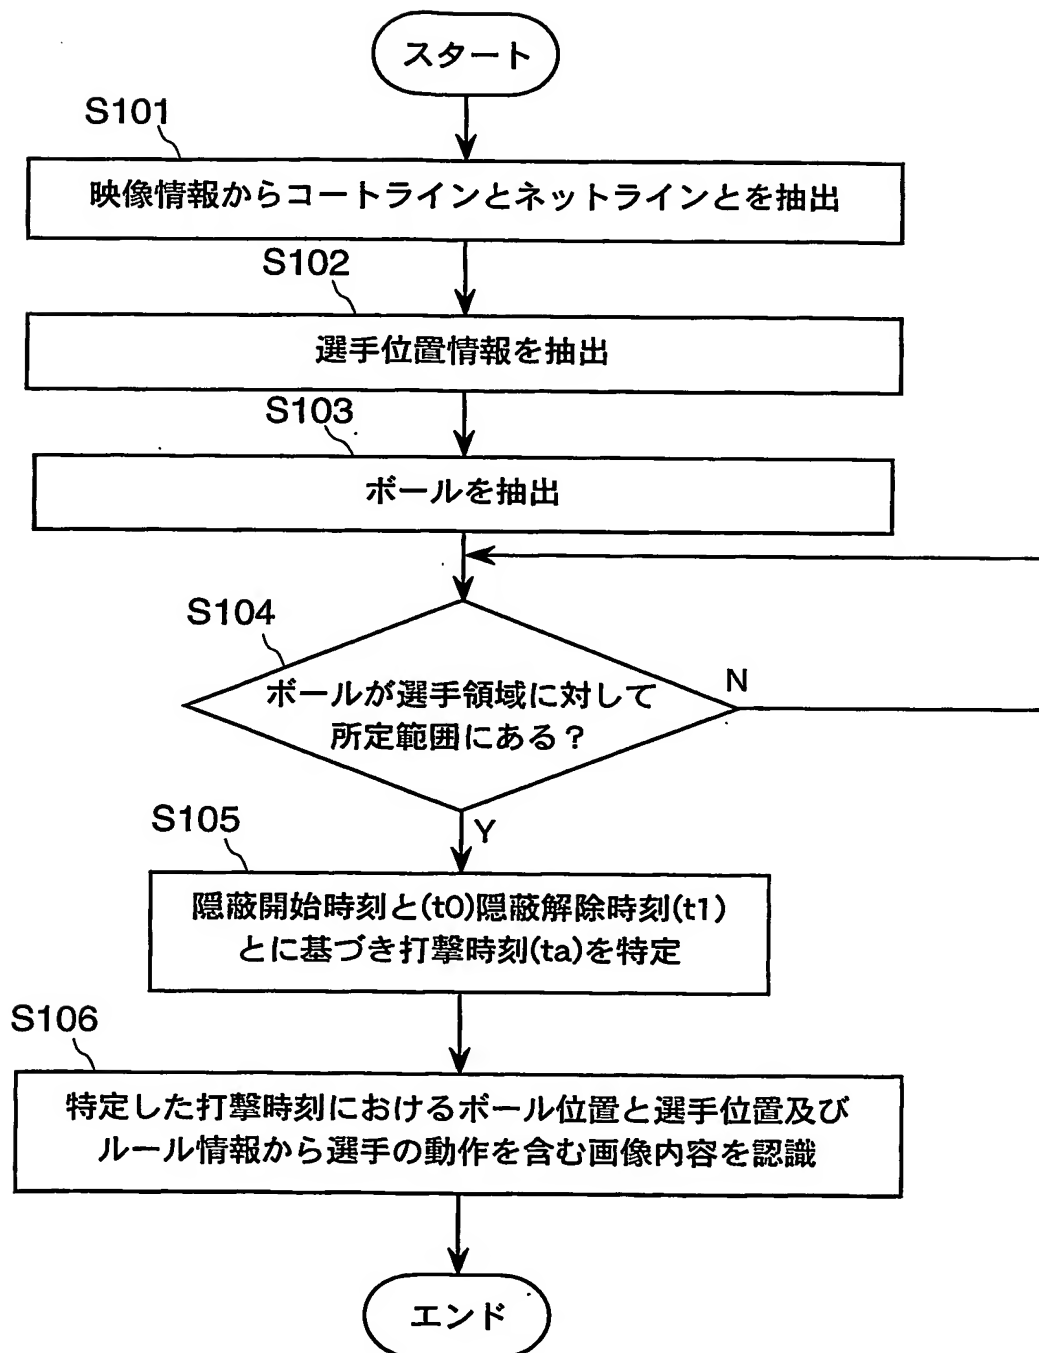 スタート
S101
映像情報からコートラインとネットラインとを抽出
S102
選手位置情報を抽出
S103
ボールを抽出
S104
ボールが選手領域に対して
所定範囲にある？
N
Y
S105
隠蔽開始時刻と(t0)隠蔽解除時刻(t1)
とに基づき打撃時刻(ta)を特定
S106
特定した打撃時刻におけるボール位置と選手位置及び
ルール情報から選手の動作を含む画像内容を認識
エンド